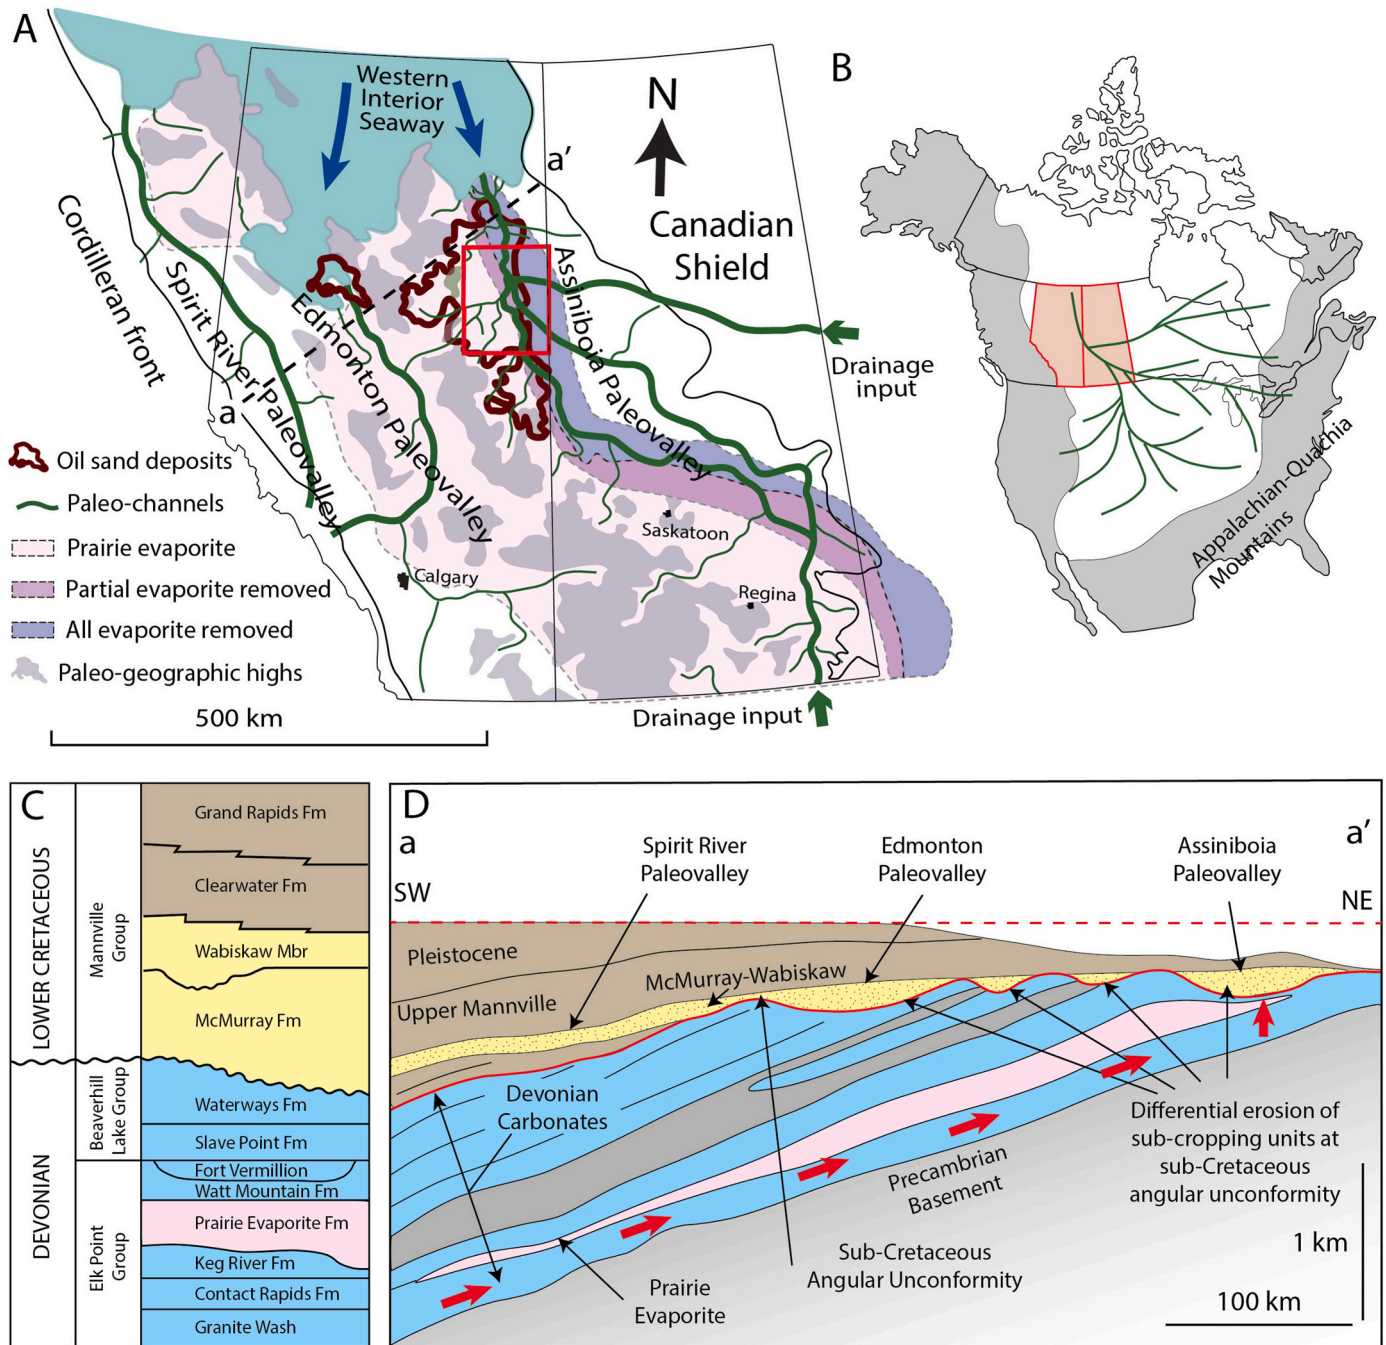 A
Western
Interior
Seaway
a’
N
Canadian
Shield
Cordilleran front
Spirit River Paleovalley
Edmonton Paleovalley
Assiniboia Paleovalley
Drainage
input
a
Oil sand deposits
Paleo-channels
Prairie evaporite
Partial evaporite removed
All evaporite removed
Paleo-geographic highs
Calgary
Saskatoon
Regina
Drainage input
500 km
B
Appalachian-Quachia
Mountains
C
LOWER CRETACEOUS
DEVONIAN
Mannville
Group
Beaverhill
Lake Group
Elk Point
Group
Grand Rapids Fm
Clearwater Fm
Wabiskaw Mbr
McMurray Fm
Waterways Fm
Slave Point Fm
Fort Vermillion
Watt Mountain Fm
Prairie Evaporite Fm
Keg River Fm
Contact Rapids Fm
Granite Wash
D
a
a’
SW
NE
Spirit River
Paleovalley
Edmonton
Paleovalley
Assiniboia
Paleovalley
Pleistocene
McMurray-Wabiskaw
Upper Mannville
Devonian
Carbonates
Precambrian
Basement
Differential erosion of
sub-cropping units at
sub-Cretaceous
angular unconformity
Sub-Cretaceous
Angular Unconformity
Prairie
Evaporite
1 km
100 km